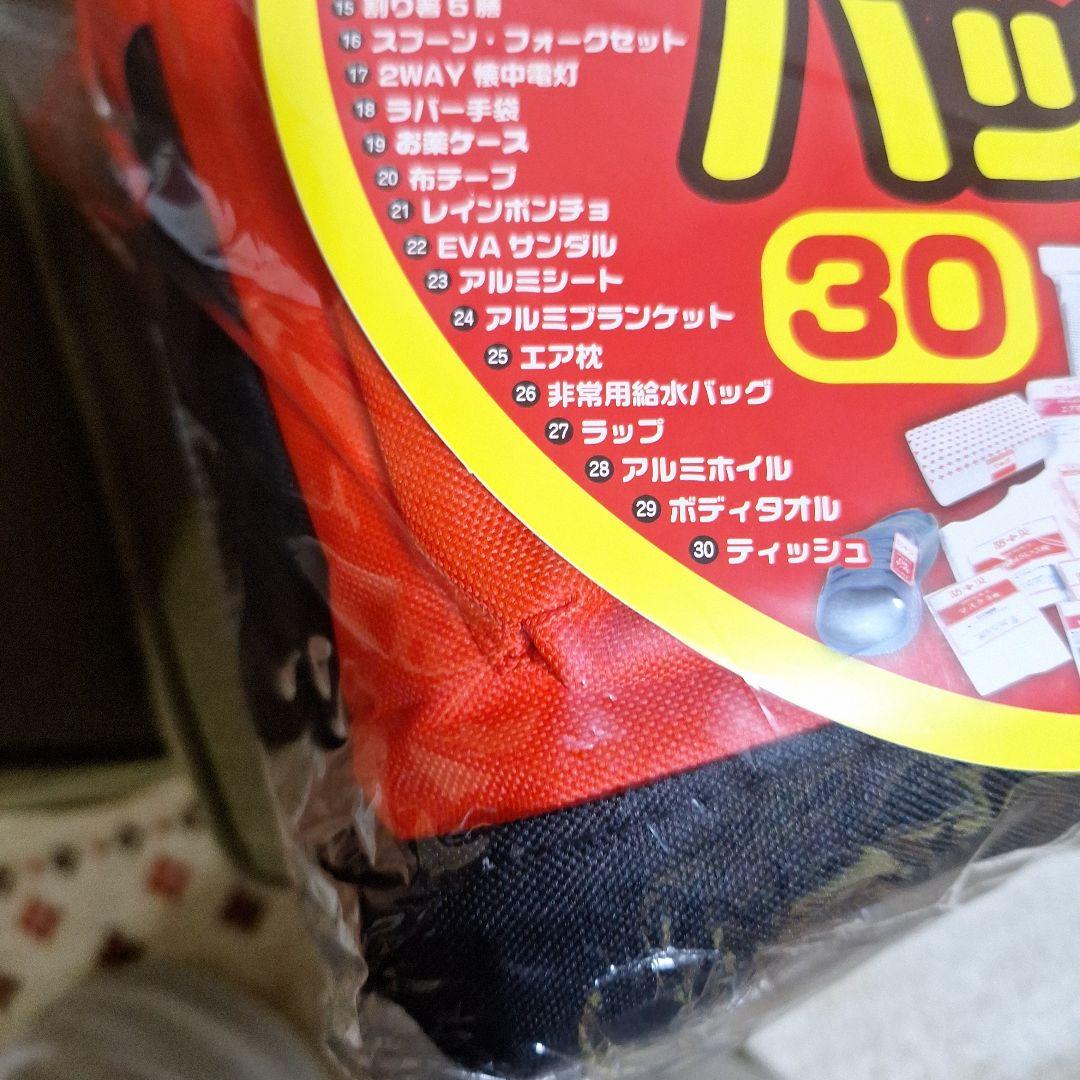 15 割り箸5膳
16 スプーン・フォークセット
17 2WAY 懐中電灯
18 ラバー手袋
19 お薬ケース
20 布テープ
21 レインポンチョ
22 EVA サンダル
23 アルミシート
24 アルミブランケット
25 エア枕
26 非常用給水バッグ
27 ラップ
28 アルミホイル
29 ボディタオル
30 ティッシュ
30